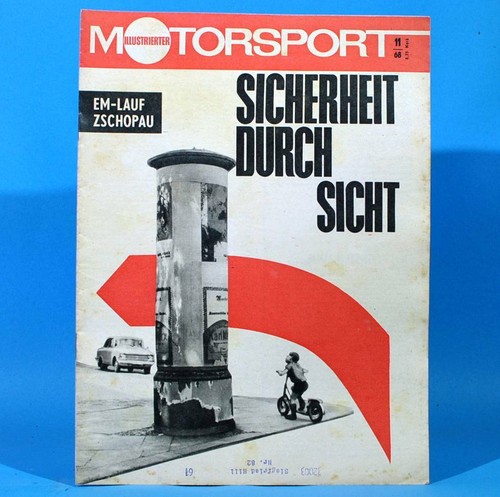 MOTORSPORT
ILLUSTRIERTER
11
68
EM-LAUF
ZSCHOPAU
SICHERHEIT
DURCH
SICHT